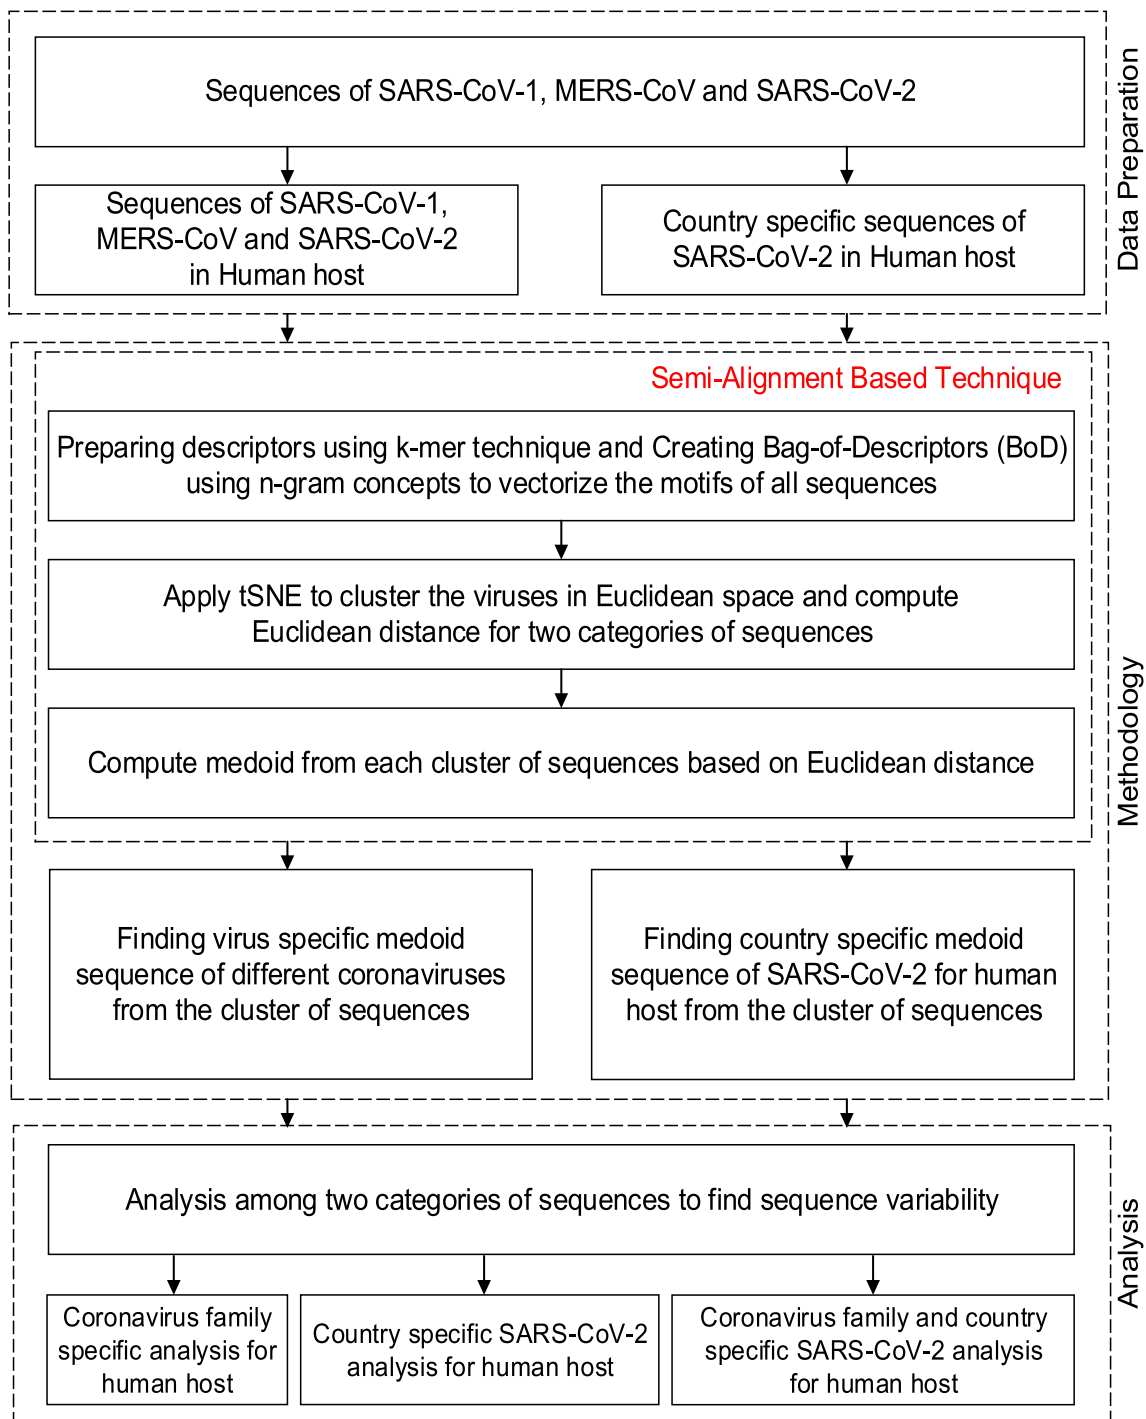 Sequences of SARS-CoV-1, MERS-CoV and SARS-CoV-2
Sequences of SARS-CoV-1,
MERS-CoV and SARS-CoV-2
in Human host
Country specific sequences of
SARS-CoV-2 in Human host
Data Preparation
Semi-Alignment Based Technique
Preparing descriptors using k-mer technique and Creating Bag-of-Descriptors (BoD)
using n-gram concepts to vectorize the motifs of all sequences
Apply tSNE to cluster the viruses in Euclidean space and compute
Euclidean distance for two categories of sequences
Compute medoid from each cluster of sequences based on Euclidean distance
Finding virus specific medoid
sequence of different coronaviruses
from the cluster of sequences
Finding country specific medoid
sequence of SARS-CoV-2 for human
host from the cluster of sequences
Methodology
Analysis among two categories of sequences to find sequence variability
Coronavirus family
specific analysis for
human host
Country specific SARS-CoV-2
analysis for human host
Coronavirus family and country
specific SARS-CoV-2 analysis
for human host
Analysis